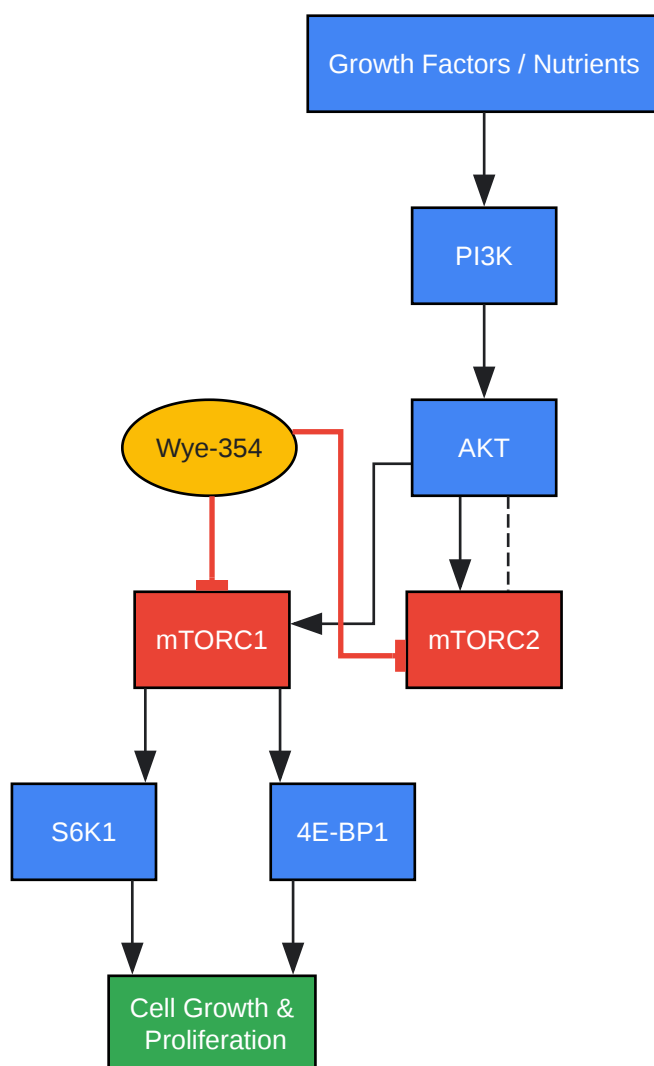 Growth Factors / Nutrients
PI3K
Wye-354
AKT
mTORC1
mTORC2
S6K1
4E-BP1
Cell Growth &
Proliferation